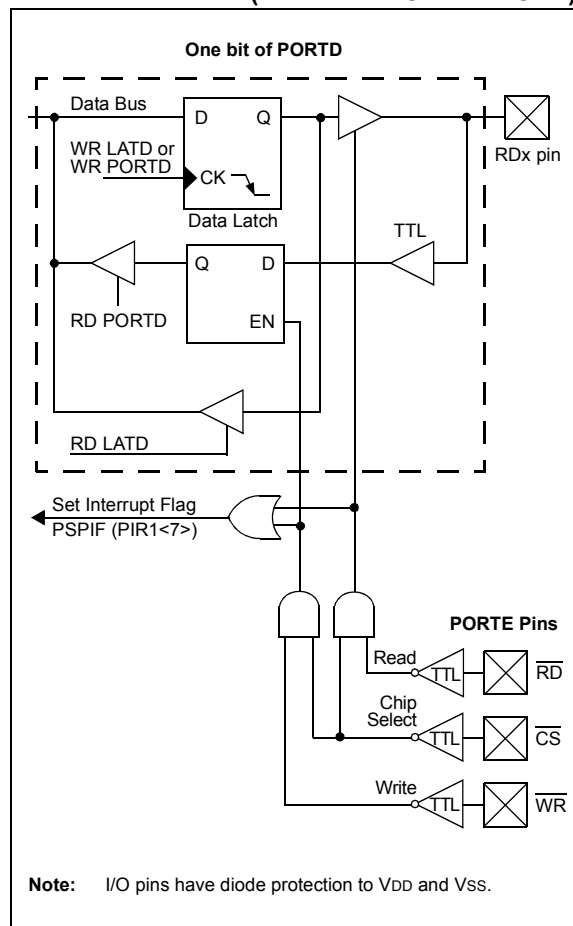 One bit of PORTD
Data Bus
D Q
WR LATD or
WR PORTD
CK
Data Latch
RDx pin
TTL
Q D
EN
RD PORTD
RD LATD
Set Interrupt Flag
PSPIF (PIR1<7>)
PORTE Pins
Read
TTL
RD
Chip
Select
TTL
CS
Write
TTL
WR
Note: I/O pins have diode protection to VDD and VSS.